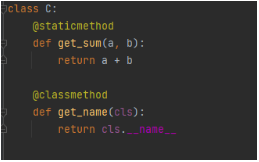 class C:
    @staticmethod
    def get_sum(a, b):
        return a + b

    @classmethod
    def get_name(cls):
        return cls.__name__